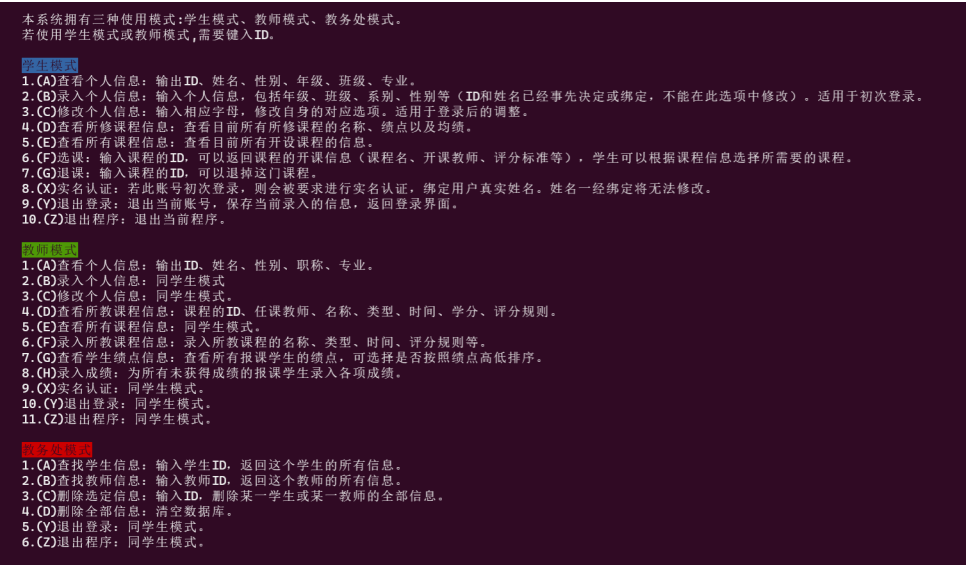 本系统拥有三种使用模式:学生模式、教师模式、教务处模式。
若使用学生模式或教师模式,需要键入ID。
学生模式
1.(A)查看个人信息: 输出ID、姓名、性别、年级、班级、专业。
2.(B)录入个人信息: 输入个人信息, 包括年级、班级、系别、性别等（ID和姓名已经事先决定或绑定, 不能在此选项中修改）。适用于初次登录。
3.(C)修改个人信息: 输入相应字母, 修改自身的对应选项。适用于登录后的调整。
4.(D)查看所修课程信息: 查看目前所有所修课程的名称、绩点以及均绩。
5.(E)查看所有课程信息: 查看目前所有开设课程的信息。
6.(F)选课: 输入课程的ID, 可以返回课程的开课信息（课程名、开课教师、评分标准等）, 学生可以根据课程信息选择所需要的课程。
7.(G)退课: 输入课程的ID, 可以退掉这门课程。
8.(X)实名认证: 若此账号初次登录, 则会被要求进行实名认证, 绑定用户真实姓名。姓名一经绑定将无法修改。
9.(Y)退出登录: 退出当前账号, 保存当前录入的信息, 返回登录界面。
10.(Z)退出程序: 退出当前程序。
教师模式
1.(A)查看个人信息: 输出ID、姓名、性别、职称、专业。
2.(B)录入个人信息: 同学生模式
3.(C)修改个人信息: 同学生模式。
4.(D)查看所教课程信息: 课程的ID、任课教师、名称、类型、时间、学分、评分规则。
5.(E)查看所有课程信息: 同学生模式。
6.(F)录入所教课程信息: 录入所教课程的名称、类型、时间、评分规则等。
7.(G)查看学生绩点信息: 查看所有报课学生的绩点, 可选择是否按照绩点高低排序。
8.(H)录入成绩: 为所有未获得成绩的报课学生录入各项成绩。
9.(X)实名认证: 同学生模式。
10.(Y)退出登录: 同学生模式。
11.(Z)退出程序: 同学生模式。
教务处模式
1.(A)查找学生信息: 输入学生ID, 返回这个学生的所有信息。
2.(B)查找教师信息: 输入教师ID, 返回这个教师的所有信息。
3.(C)删除选定信息: 输入ID, 删除某一学生或某一教师的全部信息。
4.(D)删除全部信息: 清空数据库。
5.(Y)退出登录: 同学生模式。
6.(Z)退出程序: 同学生模式。